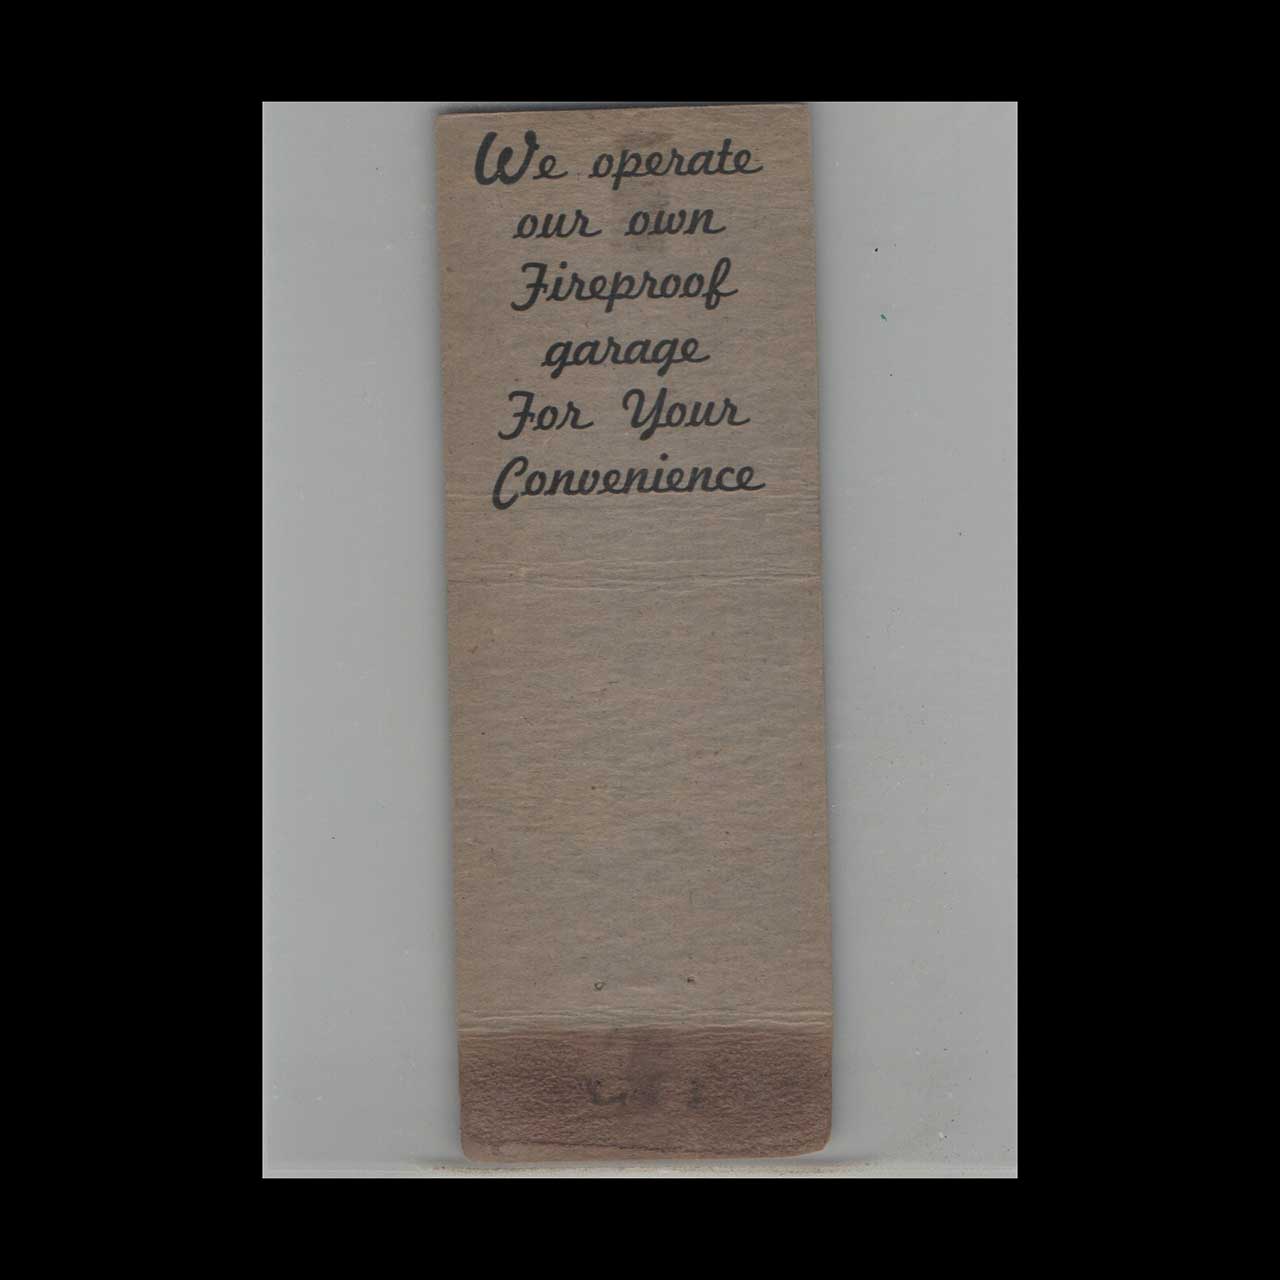 We operate
our own
Fireproof
garage
For Your
Convenience